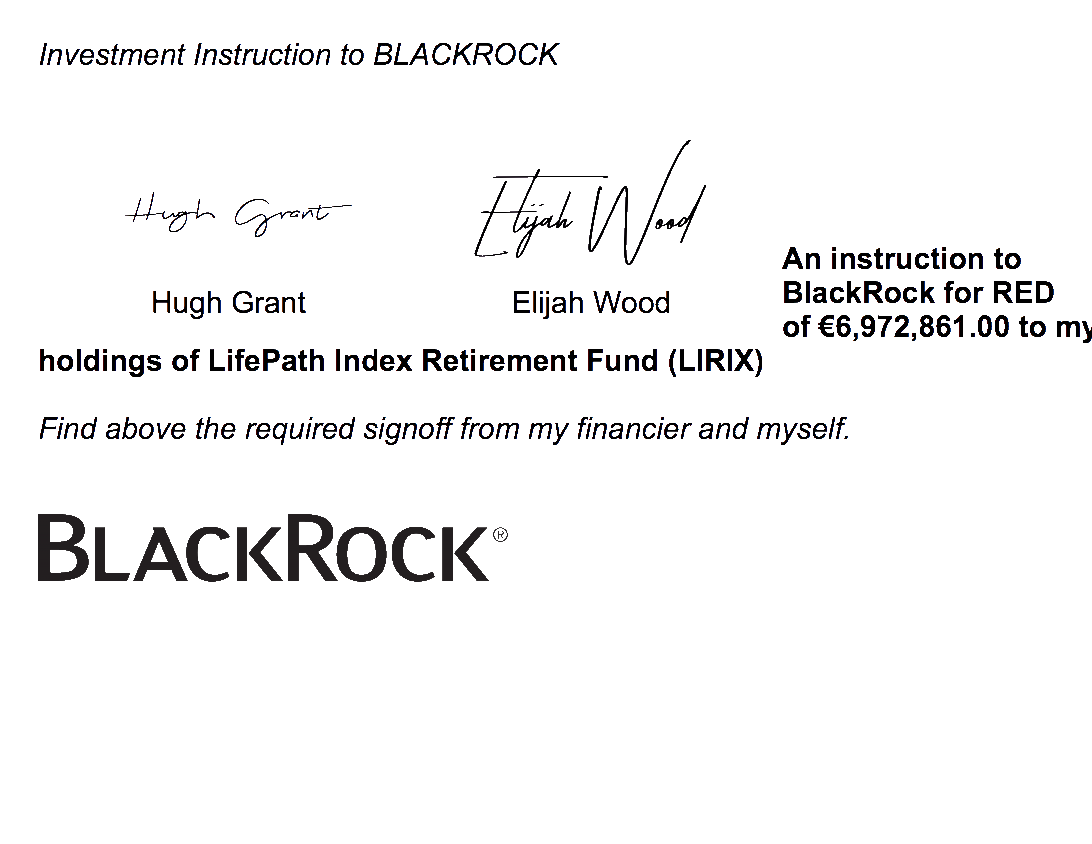 Investment Instruction to BLACKROCK
Hugh Grant
Elijah Wood
Hugh Grant
Elijah Wood
An instruction to
BlackRock for RED
of €6,972,861.00 to my
holdings of LifePath Index Retirement Fund (LIRIX)
Find above the required signoff from my financier and myself.
BLACKROCK®